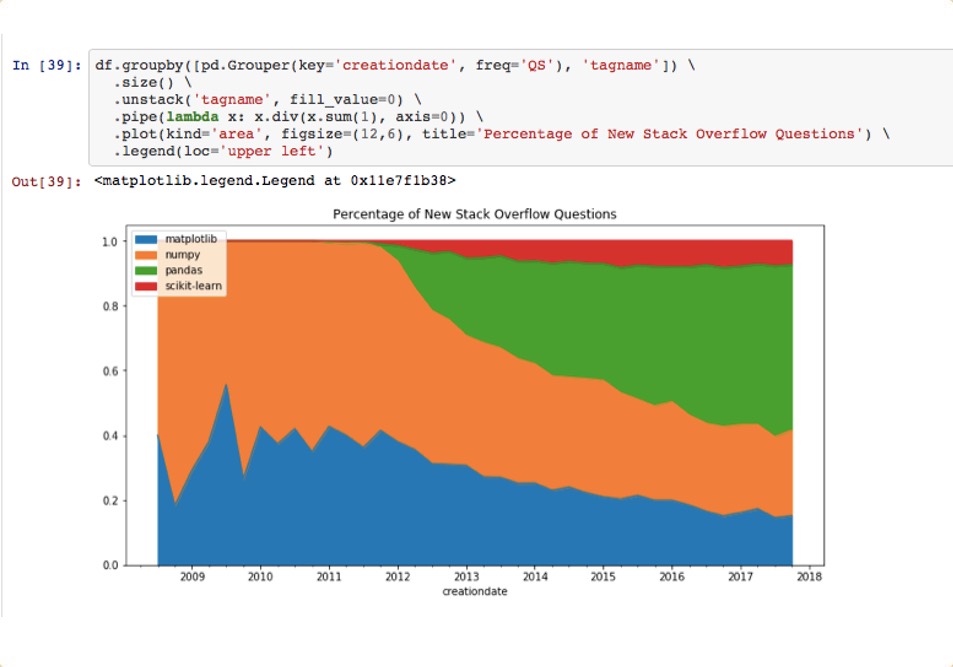 In [39]: df.groupby([pd.Grouper(key='creationdate', freq='QS'), 'tagname']) \
.size() \
.unstack('tagname', fill_value=0) \
.pipe(lambda x: x.div(x.sum(1), axis=0)) \
.plot(kind='area', figsize=(12,6), title='Percentage of New Stack Overflow Questions') \
.legend(loc='upper left')
Out[39]: <matplotlib.legend.Legend at 0x11e7f1b38>
Percentage of New Stack Overflow Questions
1.0
0.8
0.6
0.4
0.2
0.0
matplotlib
numpy
pandas
scikit-learn
2009 2010 2011 2012 2013 2014 2015 2016 2017 2018
creationdate